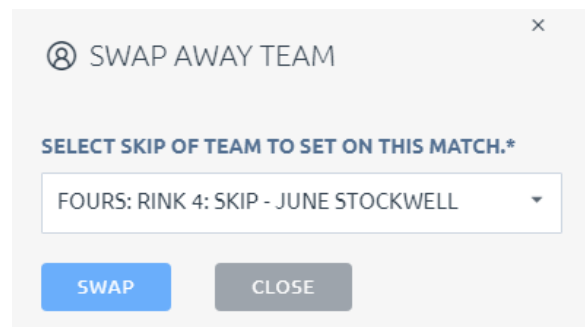 ×
SWAP AWAY TEAM
SELECT SKIP OF TEAM TO SET ON THIS MATCH.*
FOURS: RINK 4: SKIP - JUNE STOCKWELL
SWAP CLOSE